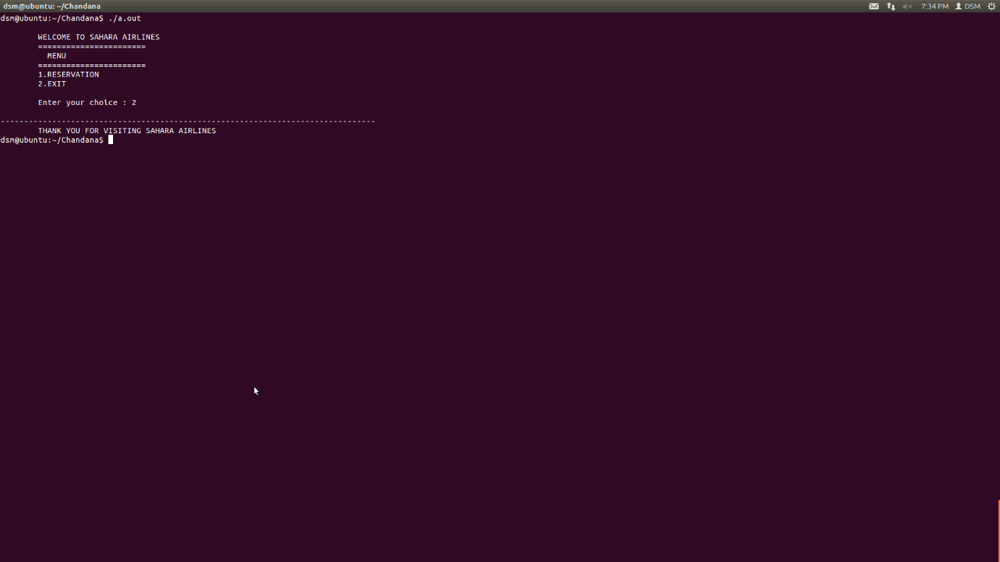 dsm@ubuntu: ~/Chandana
7:34 PM DSM
dsm@ubuntu:~/Chandana$ ./a.out
WELCOME TO SAHARA AIRLINES
=======================
MENU
=======================
1.RESERVATION
2.EXIT
Enter your choice : 2
--------------------------------------------------------------------------------
THANK YOU FOR VISITING SAHARA AIRLINES
dsm@ubuntu:~/Chandana$